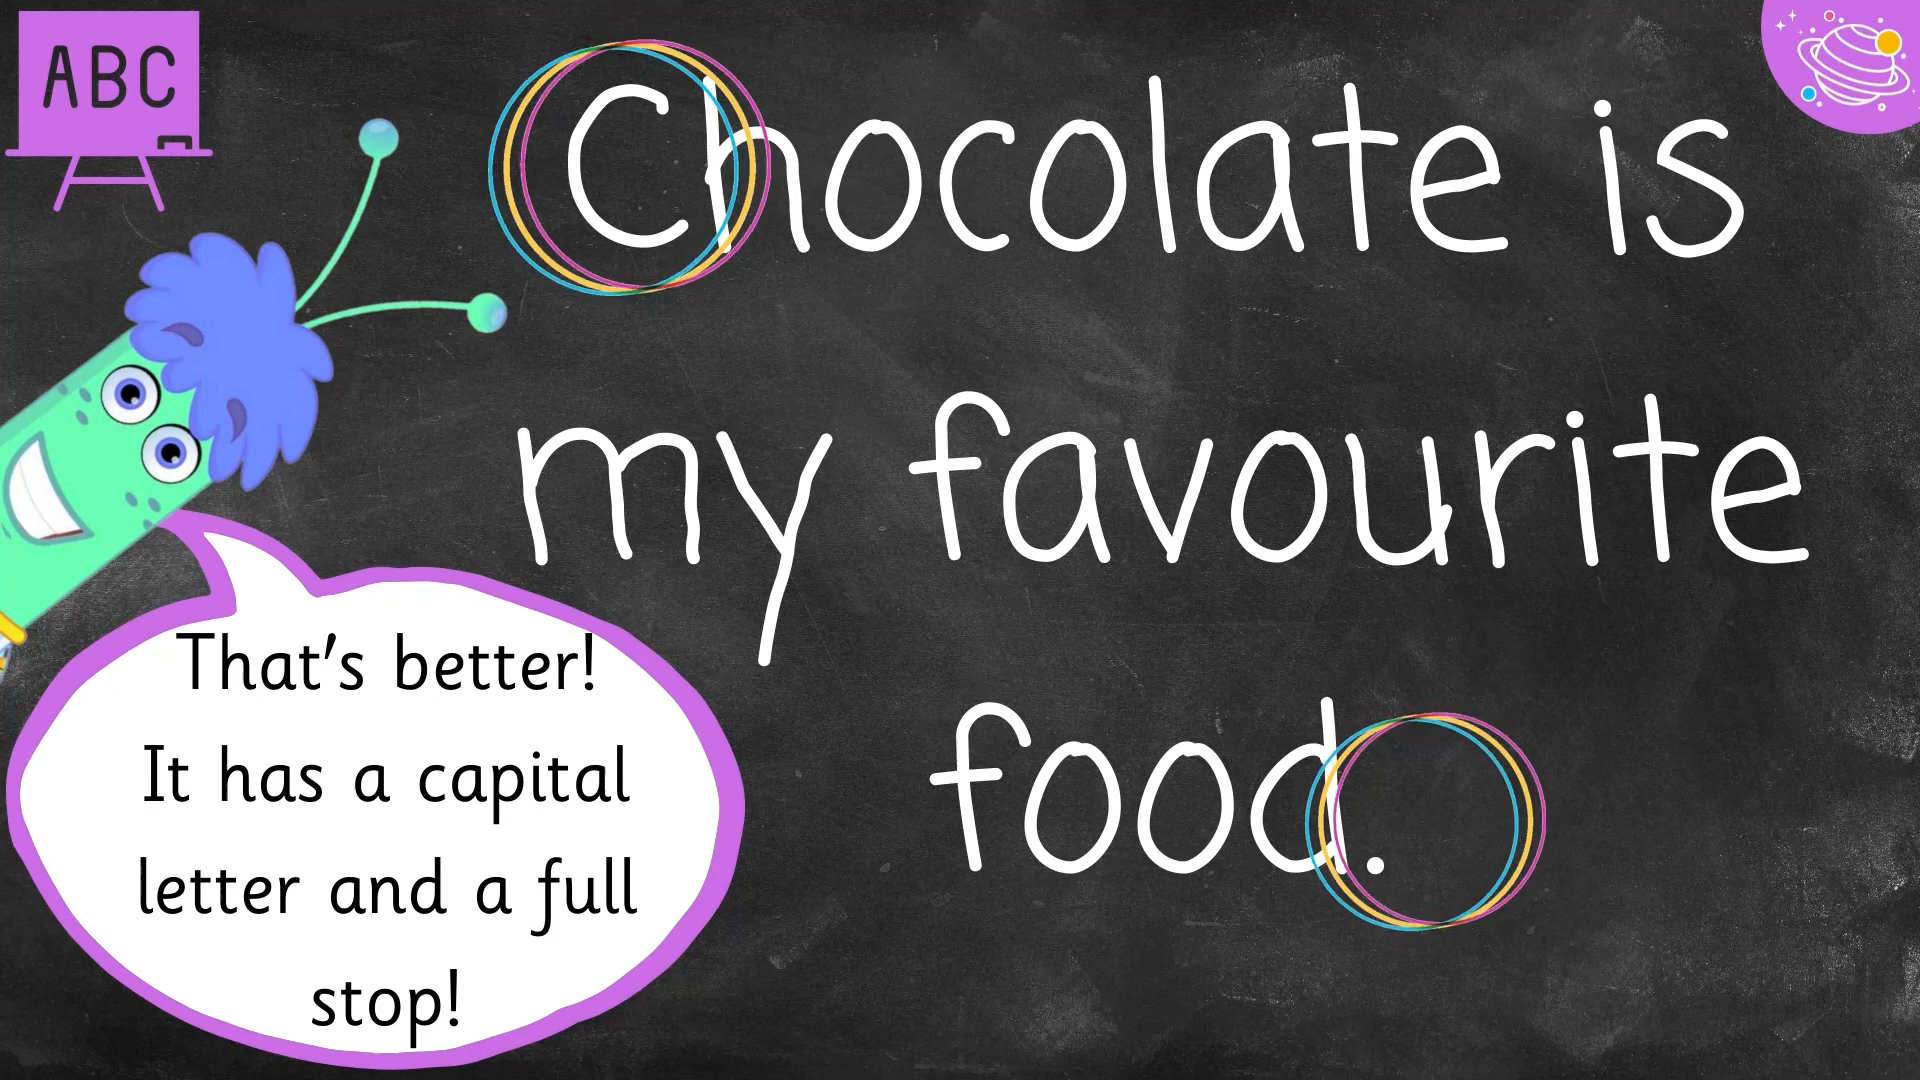 ABC
Chocolate is
my favourite
food.
That's better!
It has a capital
letter and a full
stop!